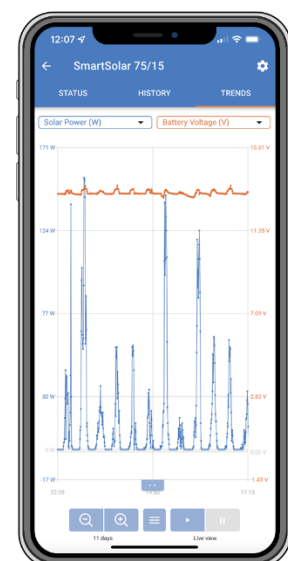 12:07
SmartSolar 75/15
STATUS HISTORY TRENDS
Solar Power (W) Battery Voltage (V)
171 W 15.61 V
124 W 11.35 V
77 W 7.09 V
30 W 2.83 V
0 W 0.00 V
-17 W -1.43 V
22:29 17:13
11 days Live view